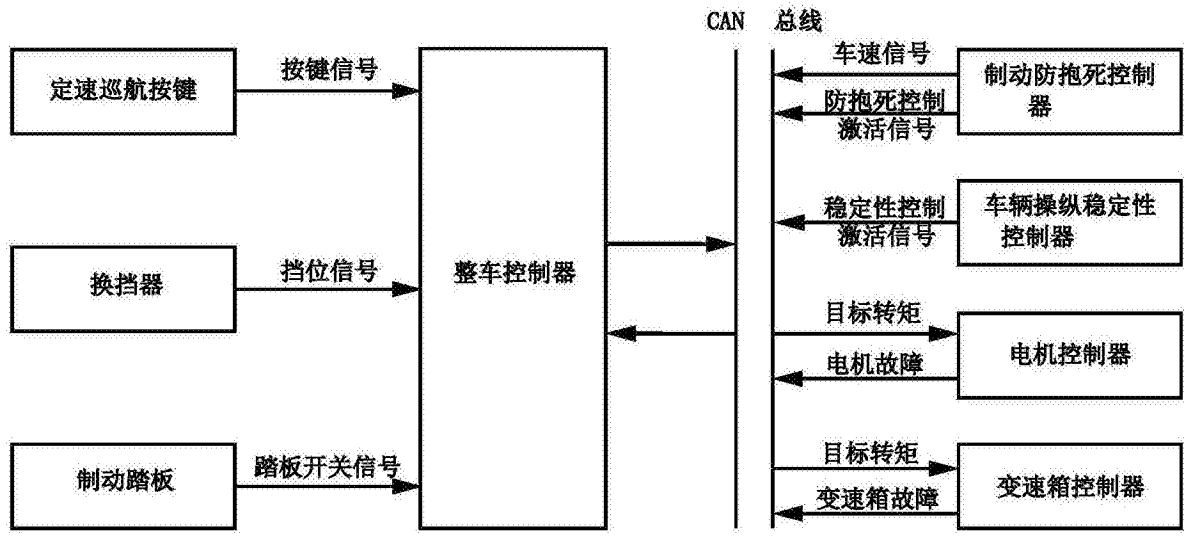 CAN 总线
定速巡航按键
按键信号
换挡器
挡位信号
制动踏板
踏板开关信号
整车控制器
车速信号
防抱死控制
激活信号
制动防抱死控制
器
稳定性控制
激活信号
车辆操纵稳定性
控制器
目标转矩
电机故障
电机控制器
目标转矩
变速箱故障
变速箱控制器